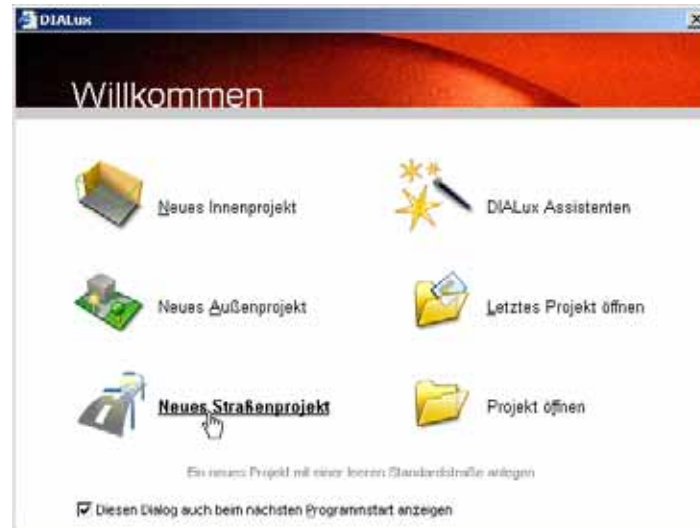 DIALux
Willkommen
Neues Innenprojekt
DIALux Assistenten
Neues Außenprojekt
Letztes Projekt öffnen
Neues Straßenprojekt
Projekt öffnen
Ein neues Projekt mit einer leeren Standardstraße anlegen
Diesen Dialog auch beim nächsten Programmstart anzeigen